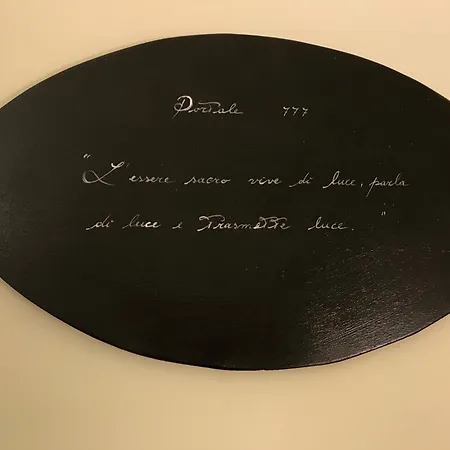 Portale 777
"L'essere sacro vive di luce, parla
di luce e trasmette luce."